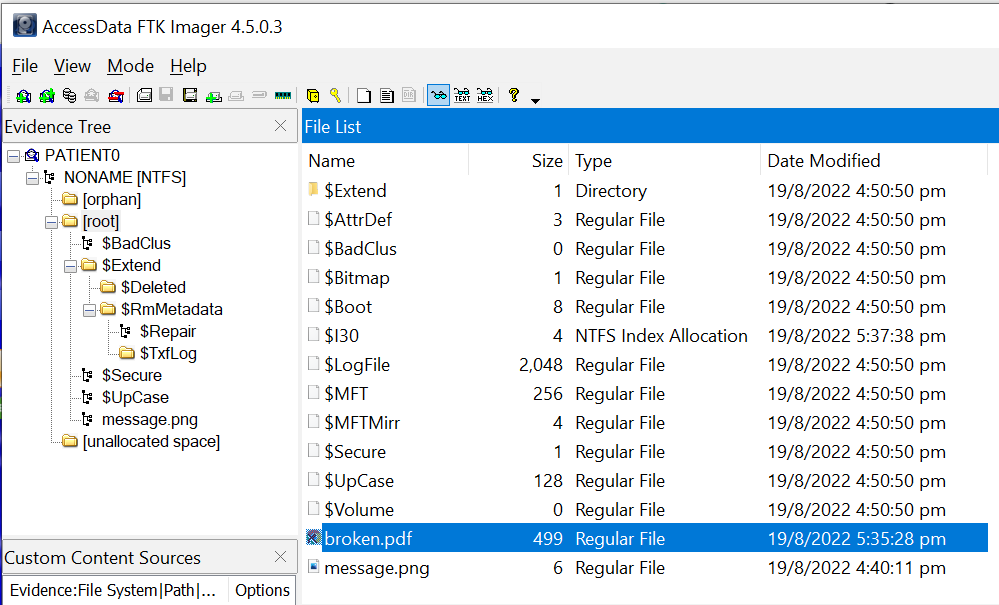 AccessData FTK Imager 4.5.0.3
File View Mode Help
Evidence Tree
PATIENT0
NONAME [NTFS]
[orphan]
[root]
$BadClus
$Extend
$Deleted
$RmMetadata
$Repair
$TxfLog
$Secure
$UpCase
message.png
[unallocated space]
Custom Content Sources
Evidence:File System|Path|... Options
File List
Name Size Type Date Modified
$Extend 1 Directory 19/8/2022 4:50:50 pm
$AttrDef 3 Regular File 19/8/2022 4:50:50 pm
$BadClus 0 Regular File 19/8/2022 4:50:50 pm
$Bitmap 1 Regular File 19/8/2022 4:50:50 pm
$Boot 8 Regular File 19/8/2022 4:50:50 pm
$I30 4 NTFS Index Allocation 19/8/2022 5:37:38 pm
$LogFile 2,048 Regular File 19/8/2022 4:50:50 pm
$MFT 256 Regular File 19/8/2022 4:50:50 pm
$MFTMirr 4 Regular File 19/8/2022 4:50:50 pm
$Secure 1 Regular File 19/8/2022 4:50:50 pm
$UpCase 128 Regular File 19/8/2022 4:50:50 pm
$Volume 0 Regular File 19/8/2022 4:50:50 pm
broken.pdf 499 Regular File 19/8/2022 5:35:28 pm
message.png 6 Regular File 19/8/2022 4:40:11 pm